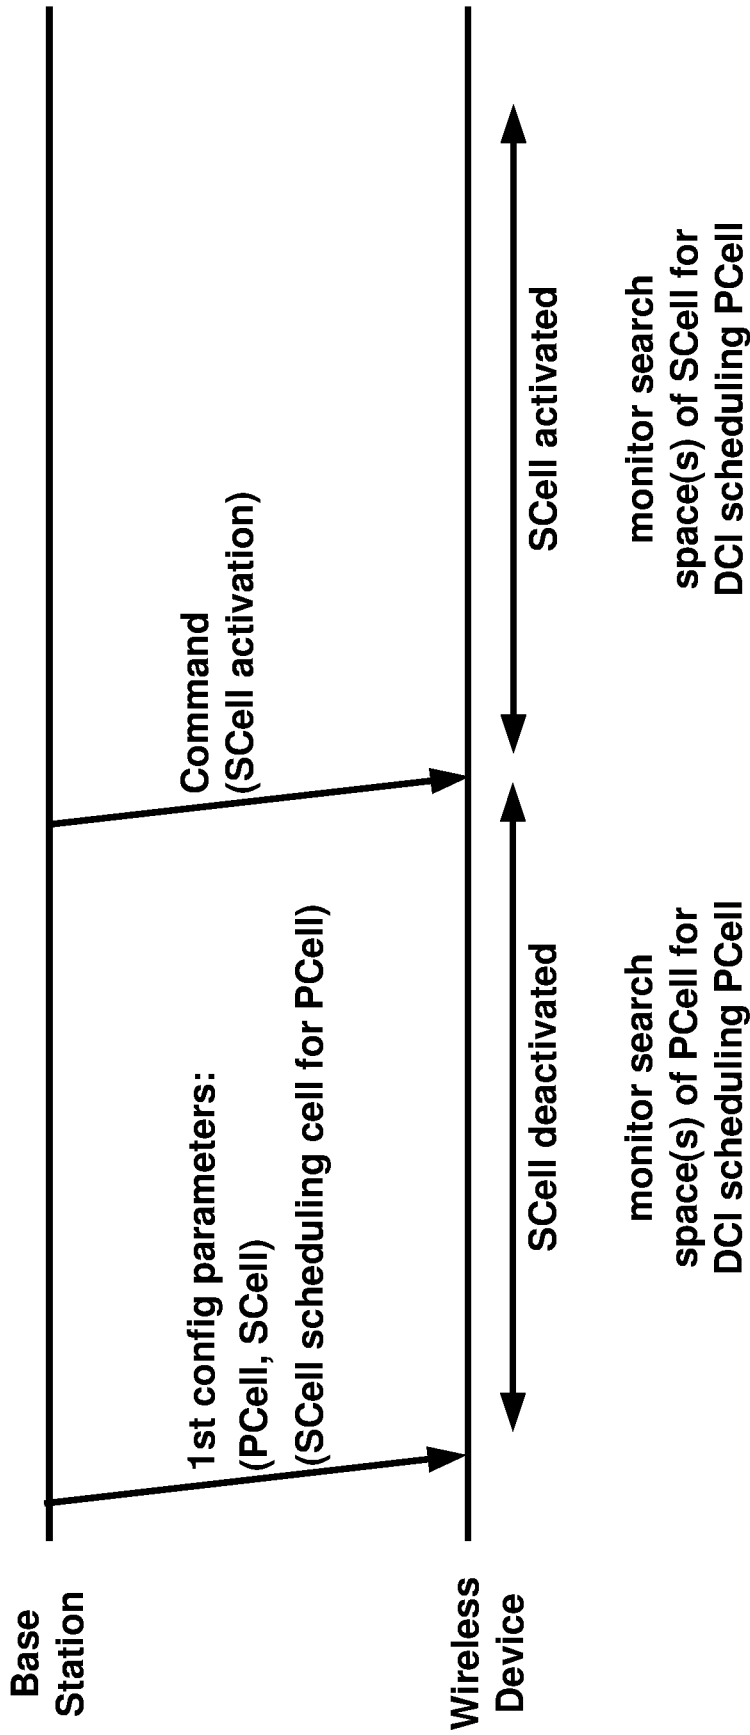 Base
Station
Wireless
Device
1st config parameters:
(PCell, SCell)
(SCell scheduling cell for PCell)
Command
(SCell activation)
SCell deactivated
SCell activated
monitor search
space(s) of PCell for
DCI scheduling PCell
monitor search
space(s) of SCell for
DCI scheduling PCell